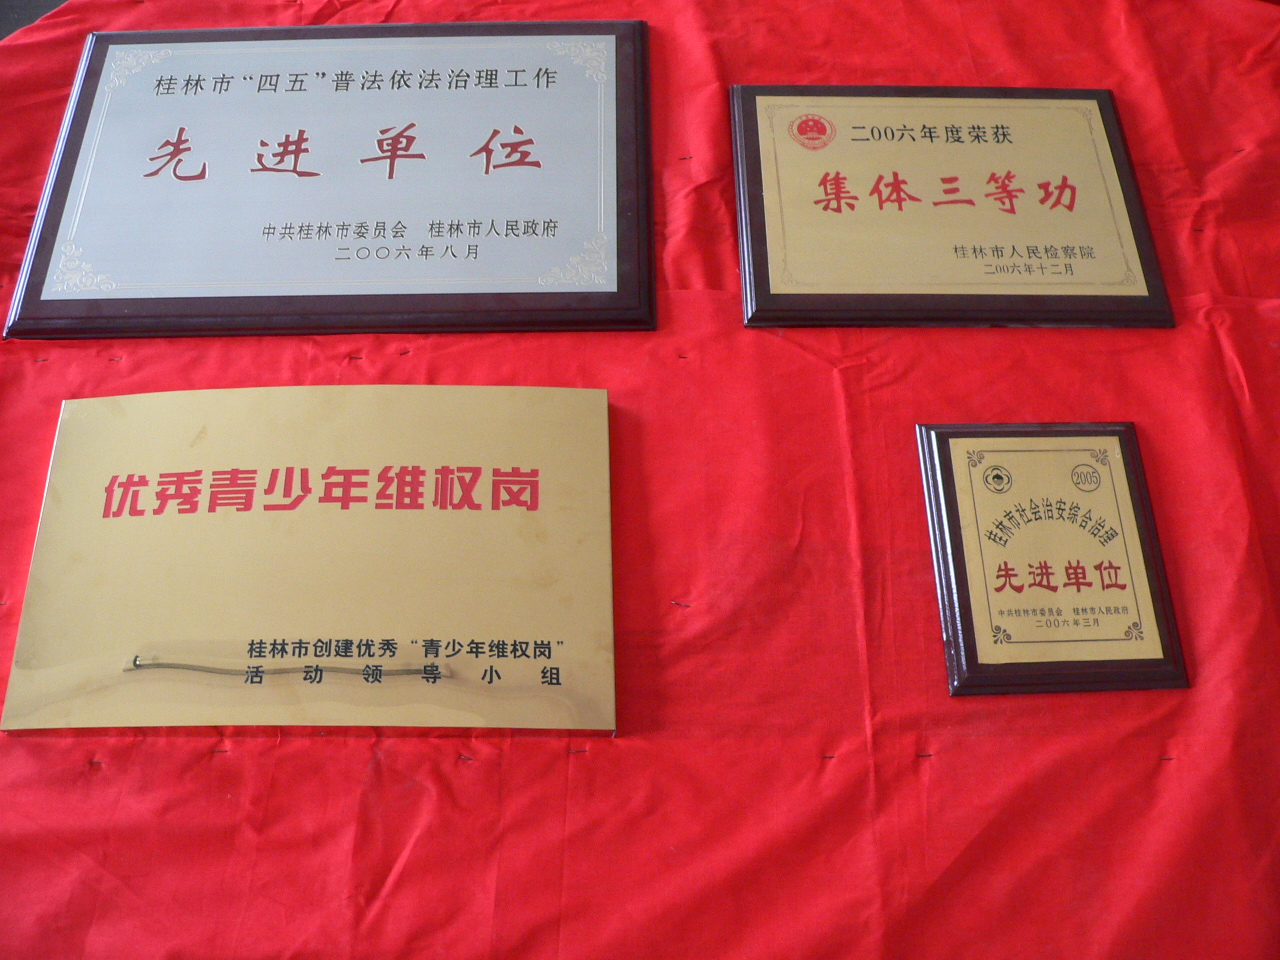 桂林市“四五”普法依法治理工作
先进单位
中共桂林市委员会 桂林市人民政府
二〇〇六年八月
二00六年度荣获
集体三等功
桂林市人民检察院
二00六年十二月
优秀青少年维权岗
桂林市创建优秀“青少年维权岗”
活动领导小组
2005
桂林市社会治安综合治理
先进单位
中共桂林市委员会 桂林市人民政府
二00六年三月